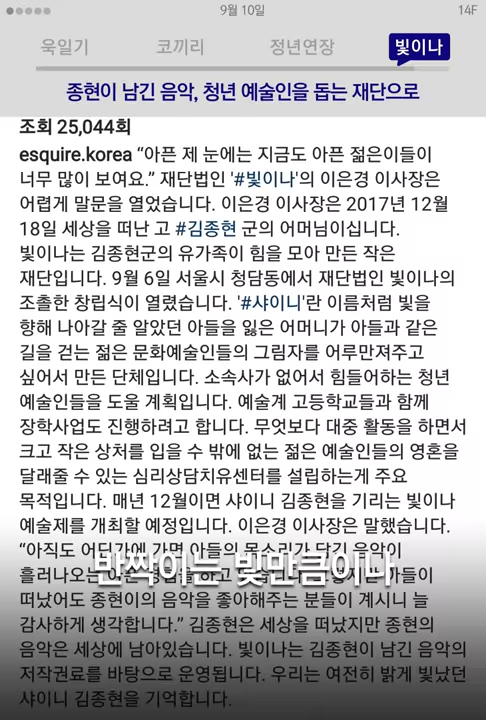 9월 10일
14F
욱일기 코끼리 정년연장 빛이나
종현이 남긴 음악, 청년 예술인을 돕는 재단으로
조회 25,044회
esquire.korea “아픈 제 눈에는 지금도 아픈 젊은이들이
너무 많이 보여요.” 재단법인 '#빛이나'의 이은경 이사장은
어렵게 말문을 열었습니다. 이은경 이사장은 2017년 12월
18일 세상을 떠난 고 #김종현 군의 어머님이십니다.
빛이나는 김종현군의 유가족이 힘을 모아 만든 작은
재단입니다. 9월 6일 서울시 청담동에서 재단법인 빛이나의
조촐한 창립식이 열렸습니다. '#샤이니'란 이름처럼 빛을
향해 나아갈 줄 알았던 아들을 잃은 어머니가 아들과 같은
길을 걷는 젊은 문화예술인들의 그림자를 어루만져주고
싶어서 만든 단체입니다. 소속사가 없어서 힘들어하는 청년
예술인들을 도울 계획입니다. 예술계 고등학교들과 함께
장학사업도 진행하려고 합니다. 무엇보다 대중 활동을 하면서
크고 작은 상처를 입을 수 밖에 없는 젊은 예술인들의 영혼을
달래줄 수 있는 심리상담치유센터를 설립하는게 주요
목적입니다. 매년 12월이면 샤이니 김종현을 기리는 빛이나
예술제를 개최할 예정입니다. 이은경 이사장은 말했습니다.
“아직도 어딘가에 가면 아들의 목소리가 담긴 음악이
반짝이는 빛만큼이나
흘러나오는 하고 아들이
떠났어도 종현이의 음악을 좋아해주는 분들이 계시니 늘
감사하게 생각합니다.” 김종현은 세상을 떠났지만 종현의
음악은 세상에 남아있습니다. 빛이나는 김종현이 남긴 음악의
저작권료를 바탕으로 운영됩니다. 우리는 여전히 밝게 빛났던
샤이니 김종현을 기억합니다.